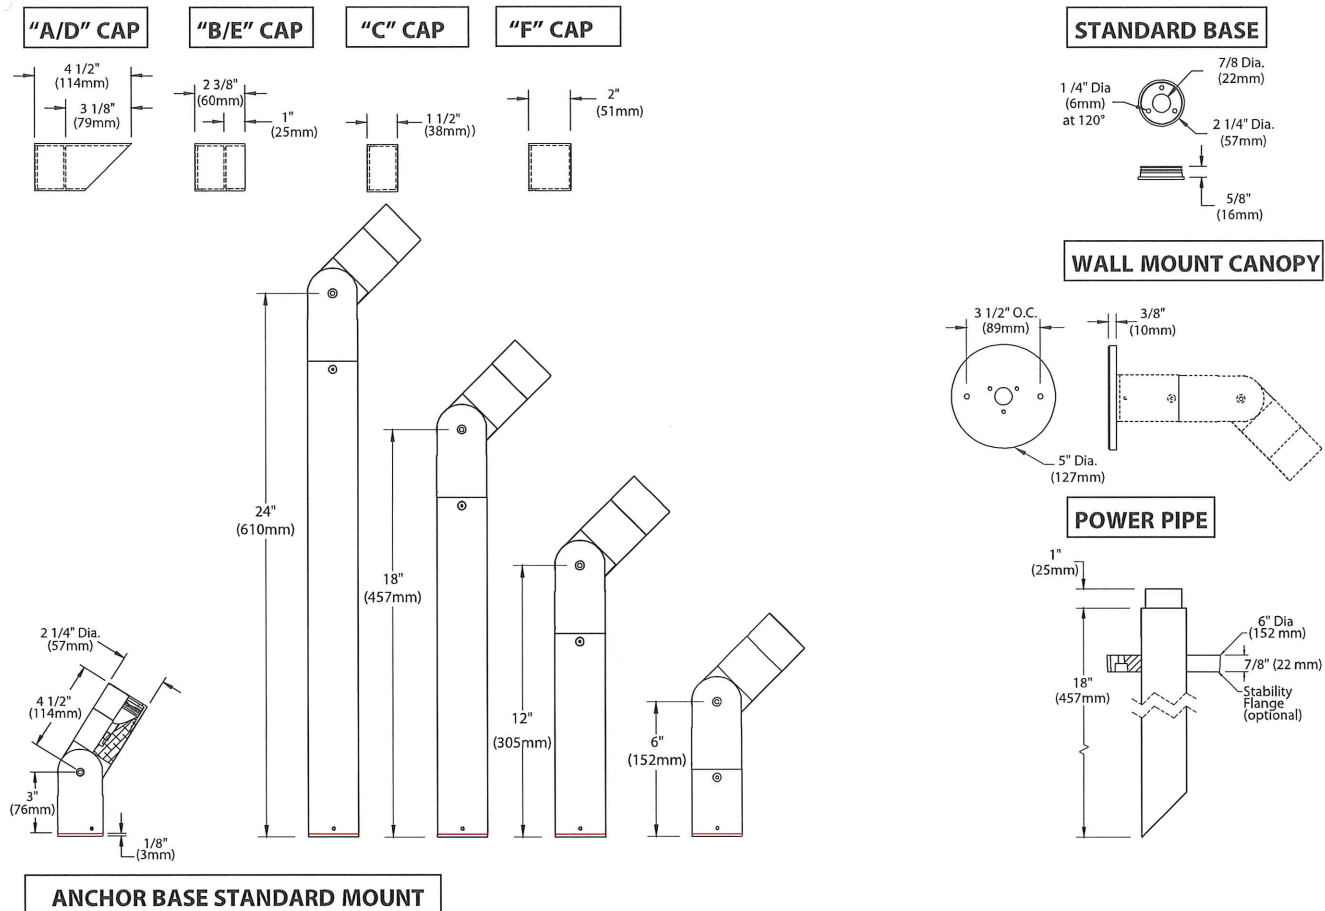 "A/D" CAP
"B/E" CAP
"C" CAP
"F" CAP
4 1/2"
(114mm)
3 1/8"
(79mm)
2 3/8"
(60mm)
1"
(25mm)
1 1/2"
(38mm))
2"
(51mm)
STANDARD BASE
7/8 Dia.
(22mm)
1 /4" Dia
(6mm)
at 120°
2 1/4" Dia.
(57mm)
5/8"
(16mm)
WALL MOUNT CANOPY
3 1/2" O.C.
(89mm)
3/8"
(10mm)
5" Dia.
(127mm)
POWER PIPE
1"
(25mm)
6" Dia
(152 mm)
7/8" (22 mm)
18"
(457mm)
Stability
Flange
(optional)
24"
(610mm)
18"
(457mm)
12"
(305mm)
6"
(152mm)
2 1/4" Dia.
(57mm)
4 1/2"
(114mm)
3"
(76mm)
1/8"
(3mm)
ANCHOR BASE STANDARD MOUNT